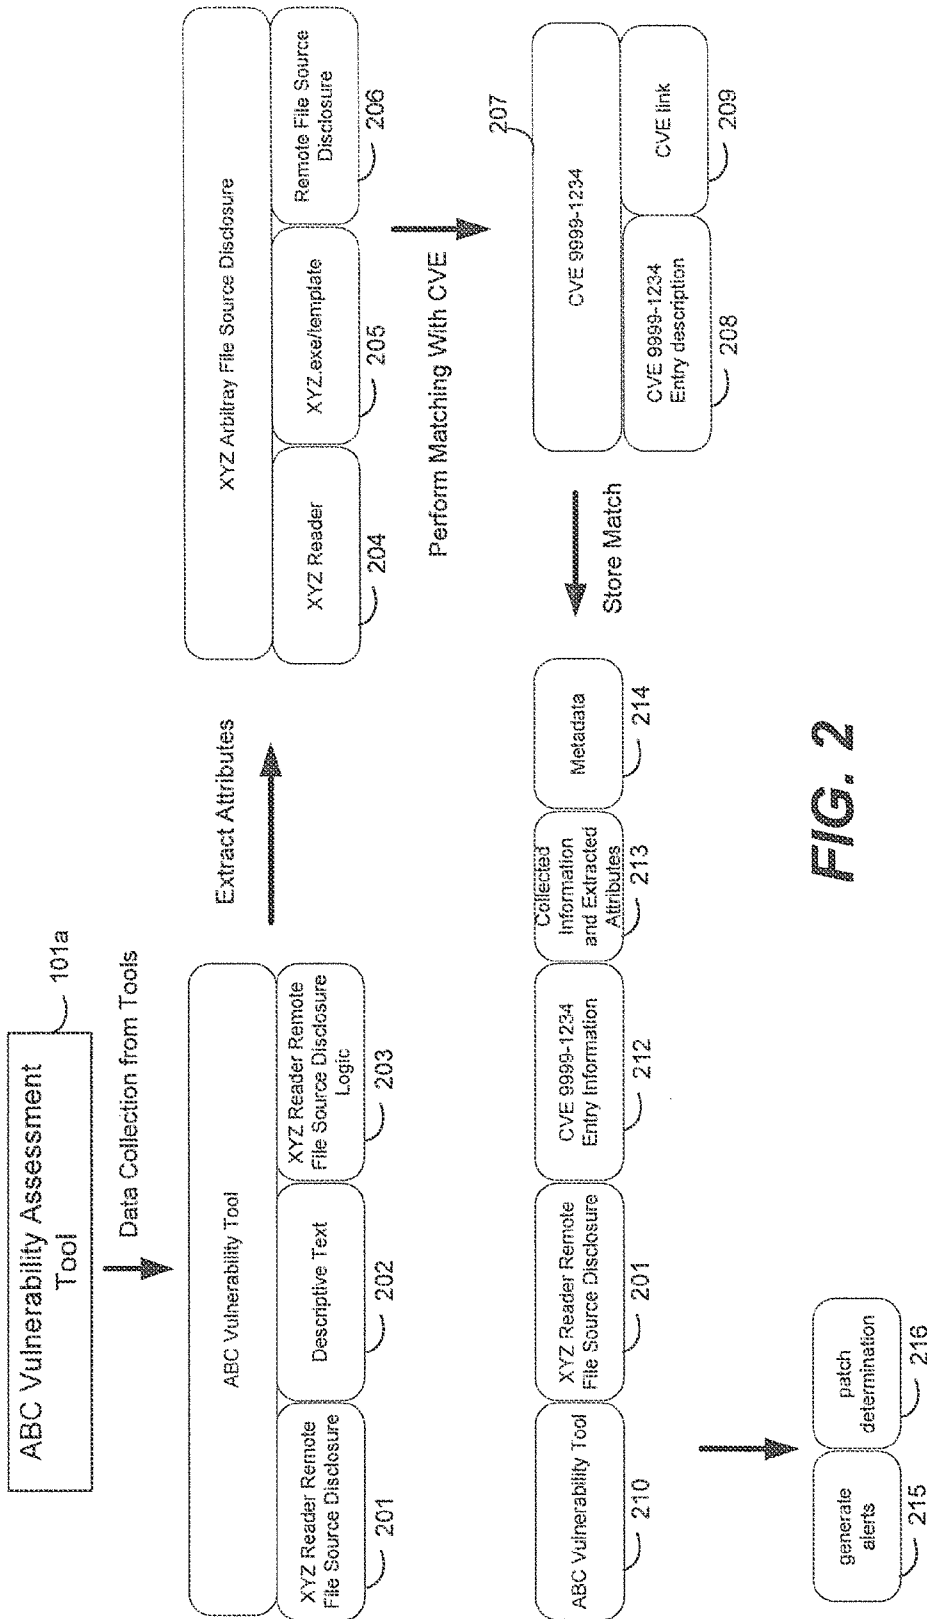 ABC Vulnerability Assessment
Tool
101a
Data Collection from Tools
ABC Vulnerability Tool
XYZ Reader Remote
File Source Disclosure
201
Descriptive Text
202
XYZ Reader Remote
File Source Disclosure
Logic
203
Extract Attributes
XYZ Arbitray File Source Disclosure
XYZ Reader
204
XYZ.exe/template
205
Remote File Source
Disclosure
206
Perform Matching With CVE
207
CVE 9999-1234
CVE 9999-1234
Entry description
208
CVE link
209
Store Match
ABC Vulnerability Tool
210
XYZ Reader Remote
File Source Disclosure
201
CVE 9999-1234
Entry Information
212
Collected
Information
and Extracted
Attributes
213
Metadata
214
generate
alerts
215
patch
determination
216
FIG. 2